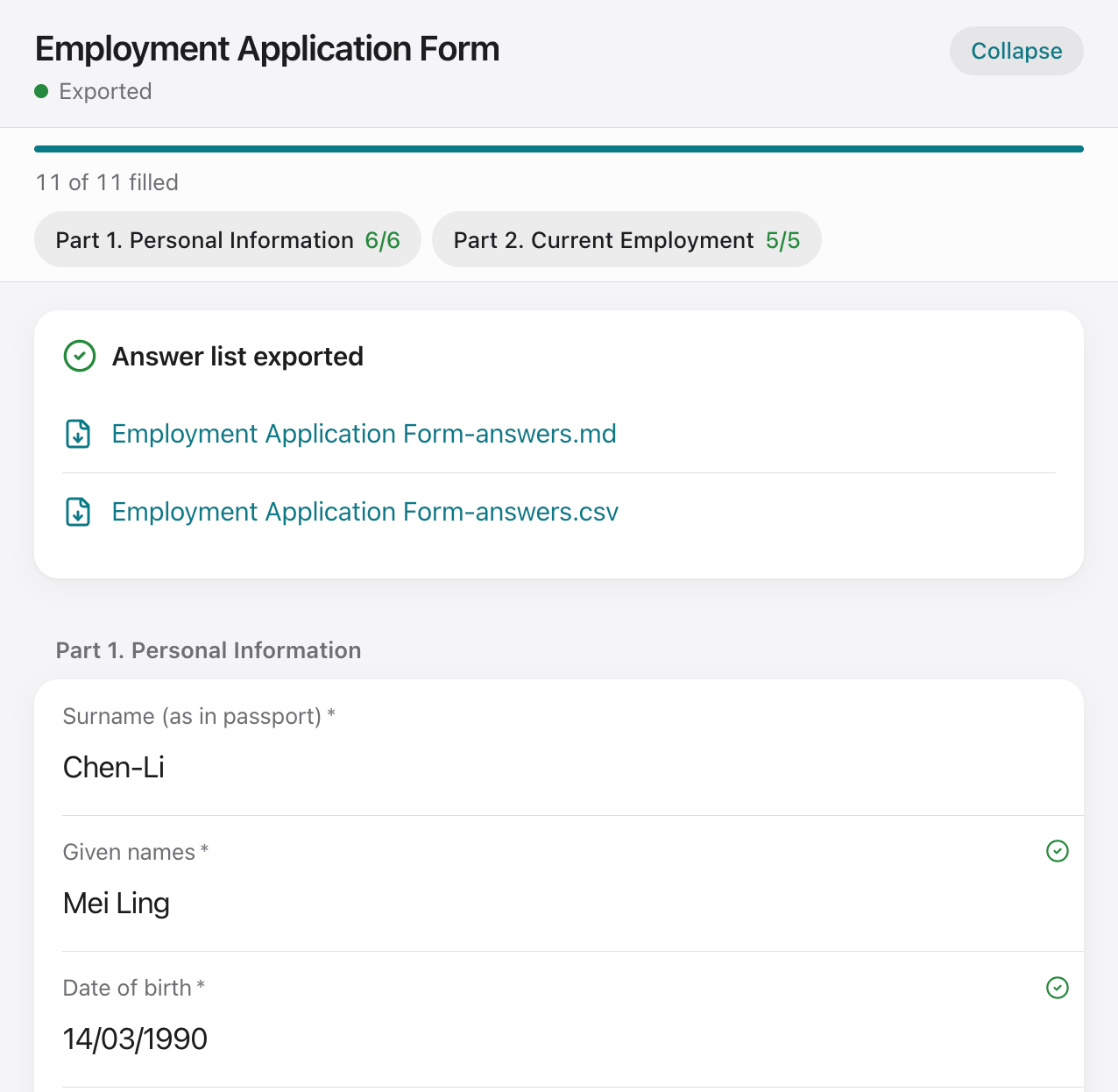 Employment Application Form
Collapse
Exported
11 of 11 filled
Part 1. Personal Information 6/6
Part 2. Current Employment 5/5
Answer list exported
Employment Application Form-answers.md
Employment Application Form-answers.csv
Part 1. Personal Information
Surname (as in passport) *
Chen-Li
Given names *
Mei Ling
Date of birth *
14/03/1990